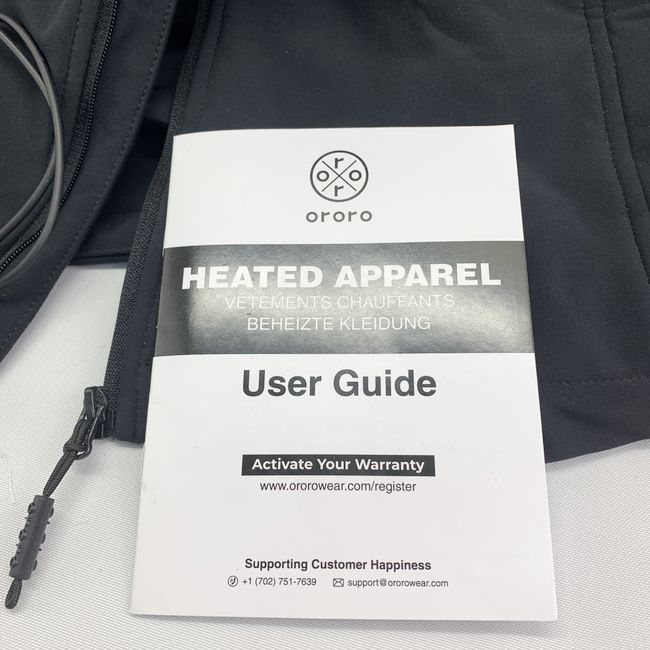 r
o o
r
ororo
HEATED APPAREL
VÊTEMENTS CHAUFFANTS
BEHEIZTE KLEIDUNG
User Guide
Activate Your Warranty
www.ororowear.com/register
Supporting Customer Happiness
+1 (702) 751-7639 support@ororowear.com